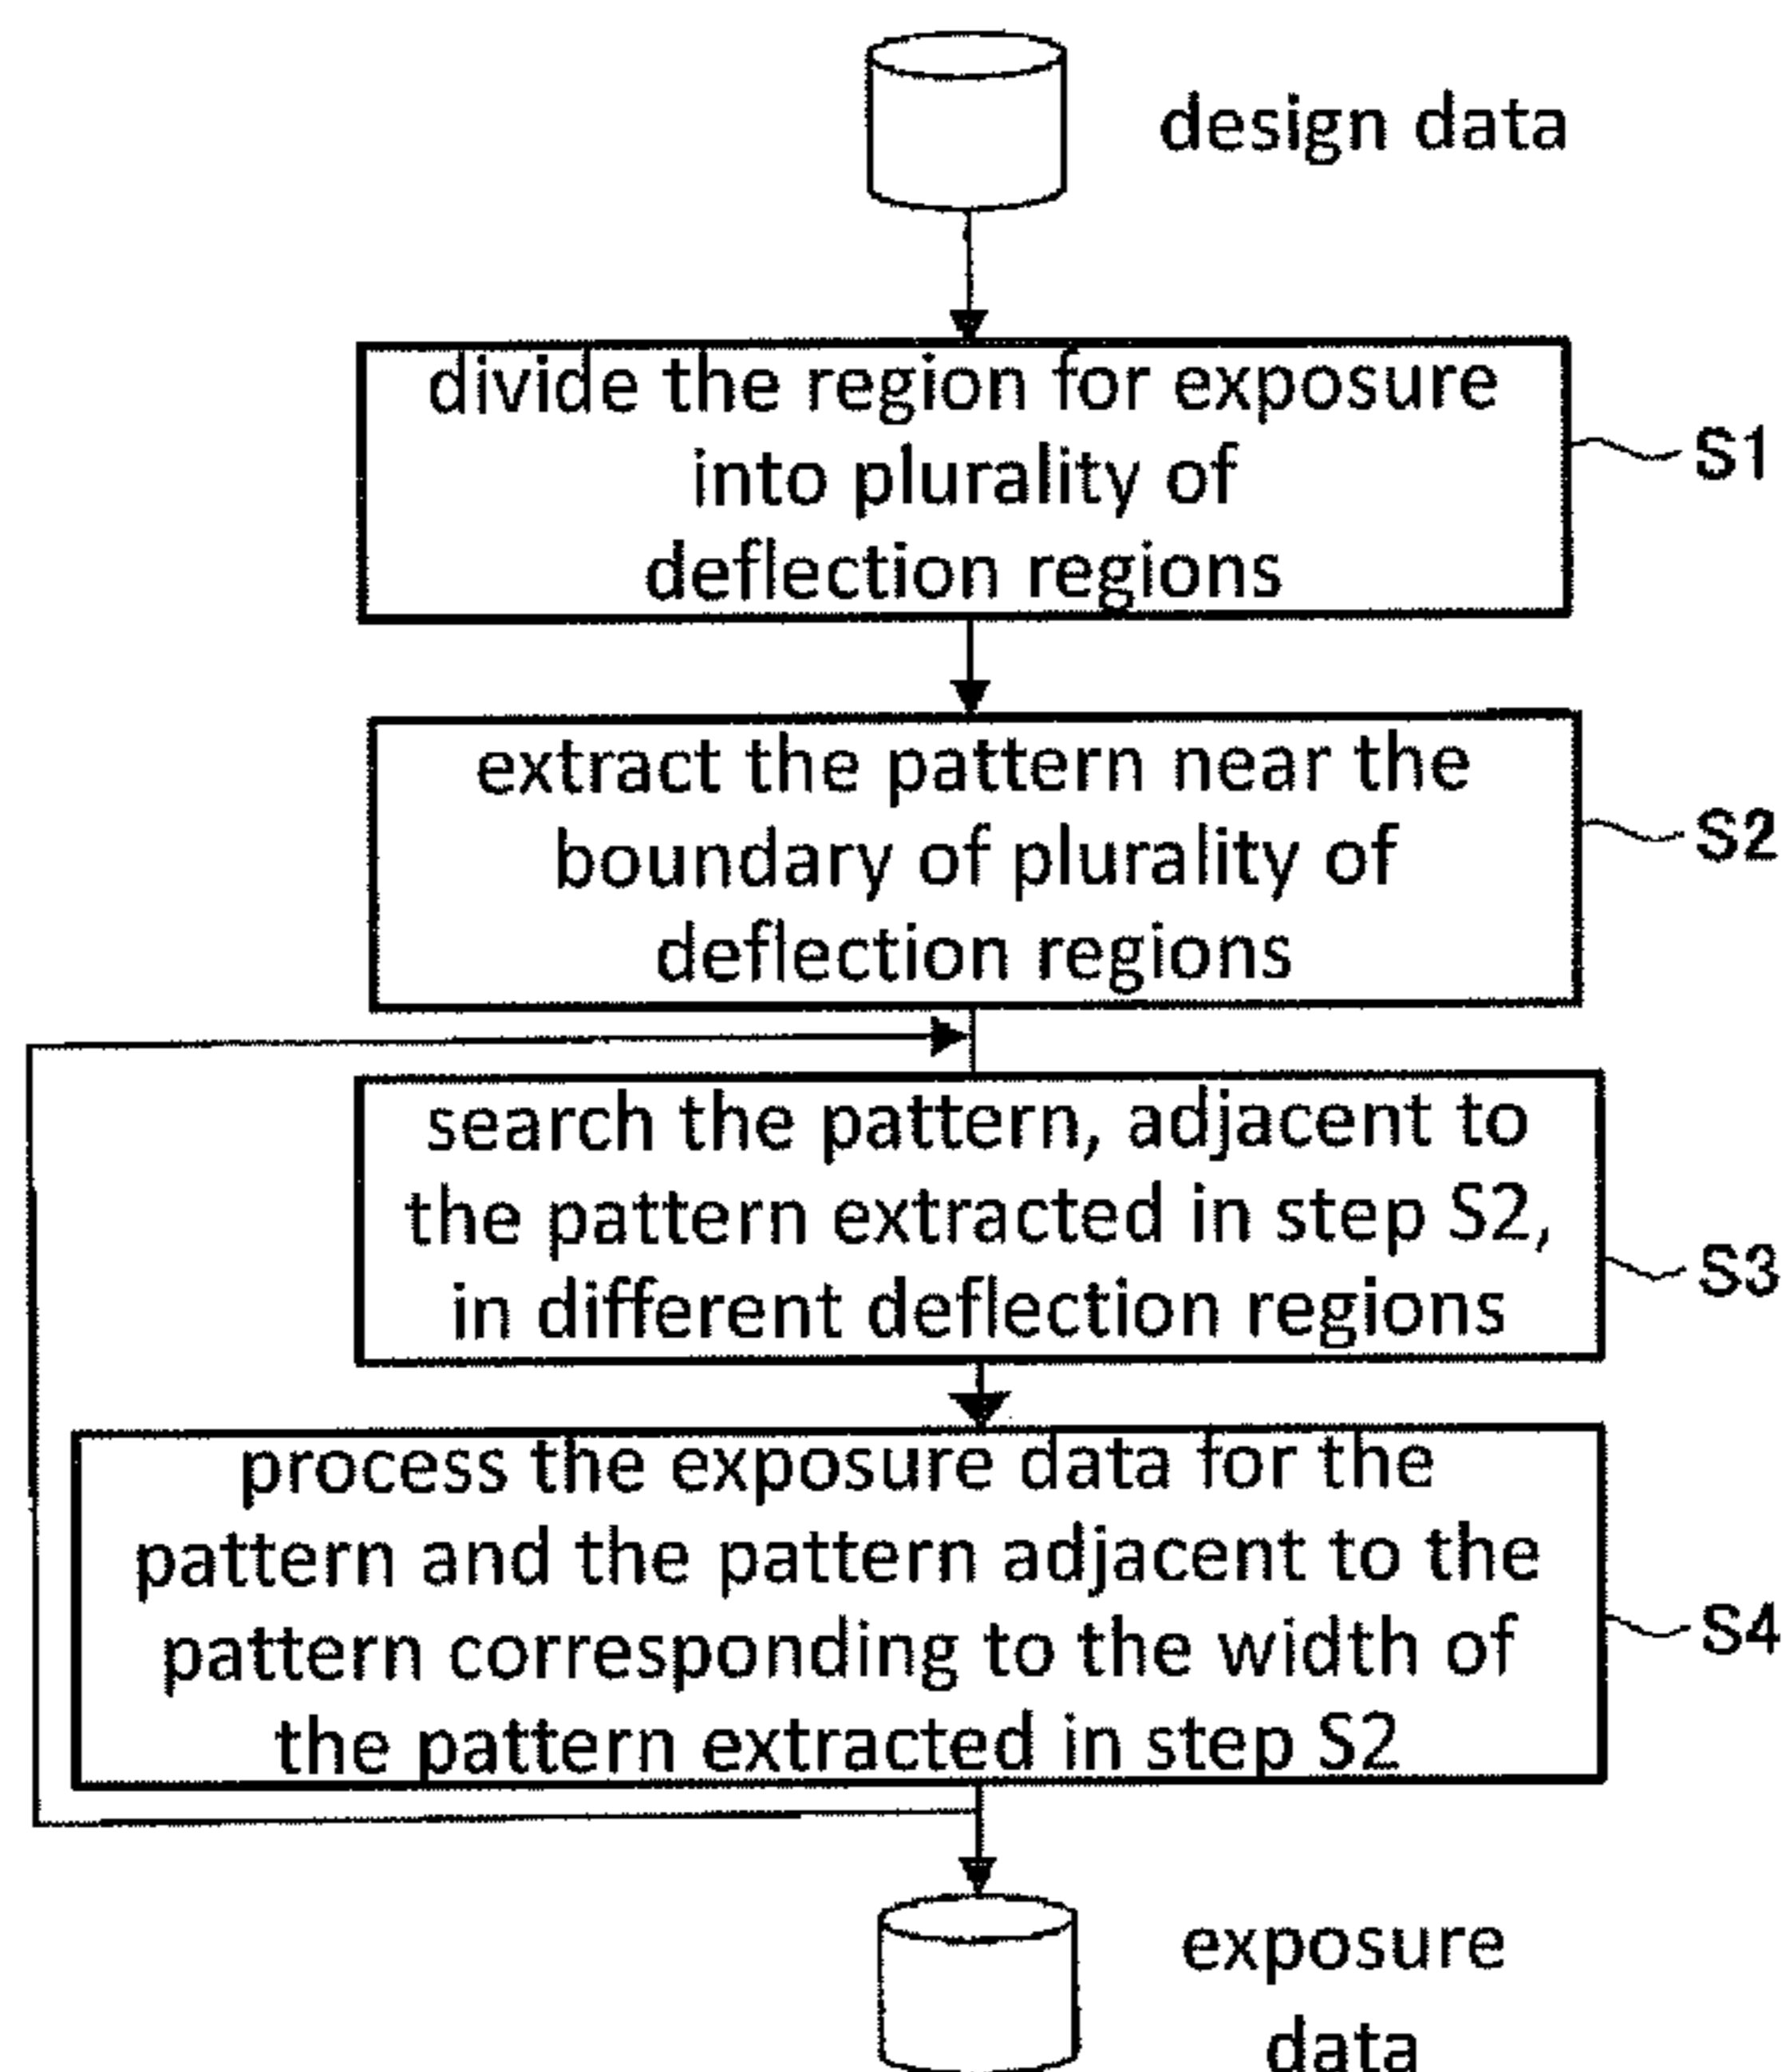 design data
divide the region for exposure
into plurality of
deflection regions
S1
extract the pattern near the
boundary of plurality of
deflection regions
S2
search the pattern, adjacent to
the pattern extracted in step S2,
in different deflection regions
S3
process the exposure data for the
pattern and the pattern adjacent to the
pattern corresponding to the width of
the pattern extracted in step S2
S4
exposure
data